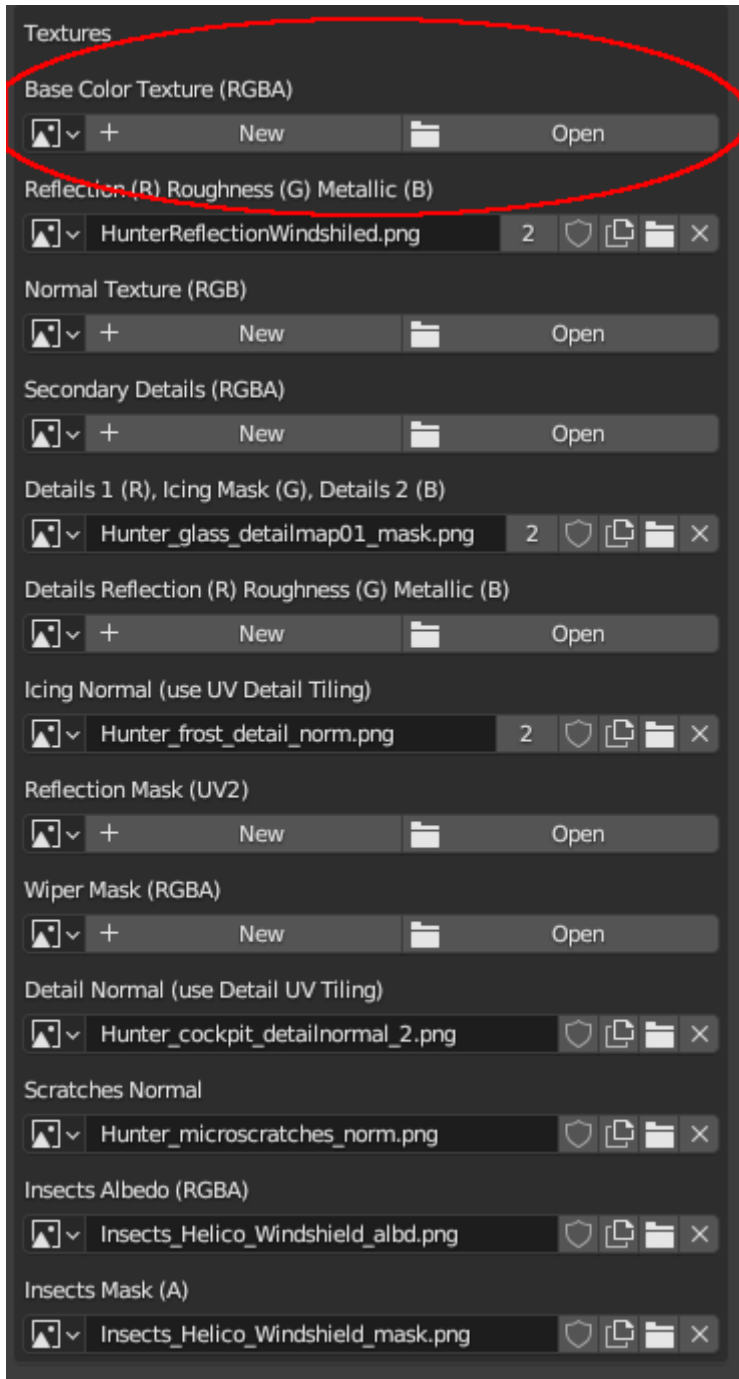 Textures
Base Color Texture (RGBA)
+ New Open
Reflection (R) Roughness (G) Metallic (B)
HunterReflectionWindshiled.png 2
Normal Texture (RGB)
+ New Open
Secondary Details (RGBA)
+ New Open
Details 1 (R), Icing Mask (G), Details 2 (B)
Hunter_glass_detailmap01_mask.png 2
Details Reflection (R) Roughness (G) Metallic (B)
+ New Open
Icing Normal (use UV Detail Tiling)
Hunter_frost_detail_norm.png 2
Reflection Mask (UV2)
+ New Open
Wiper Mask (RGBA)
+ New Open
Detail Normal (use Detail UV Tiling)
Hunter_cockpit_detailnormal_2.png
Scratches Normal
Hunter_microscratches_norm.png
Insects Albedo (RGBA)
Insects_Helico_Windshield_albd.png
Insects Mask (A)
Insects_Helico_Windshield_mask.png